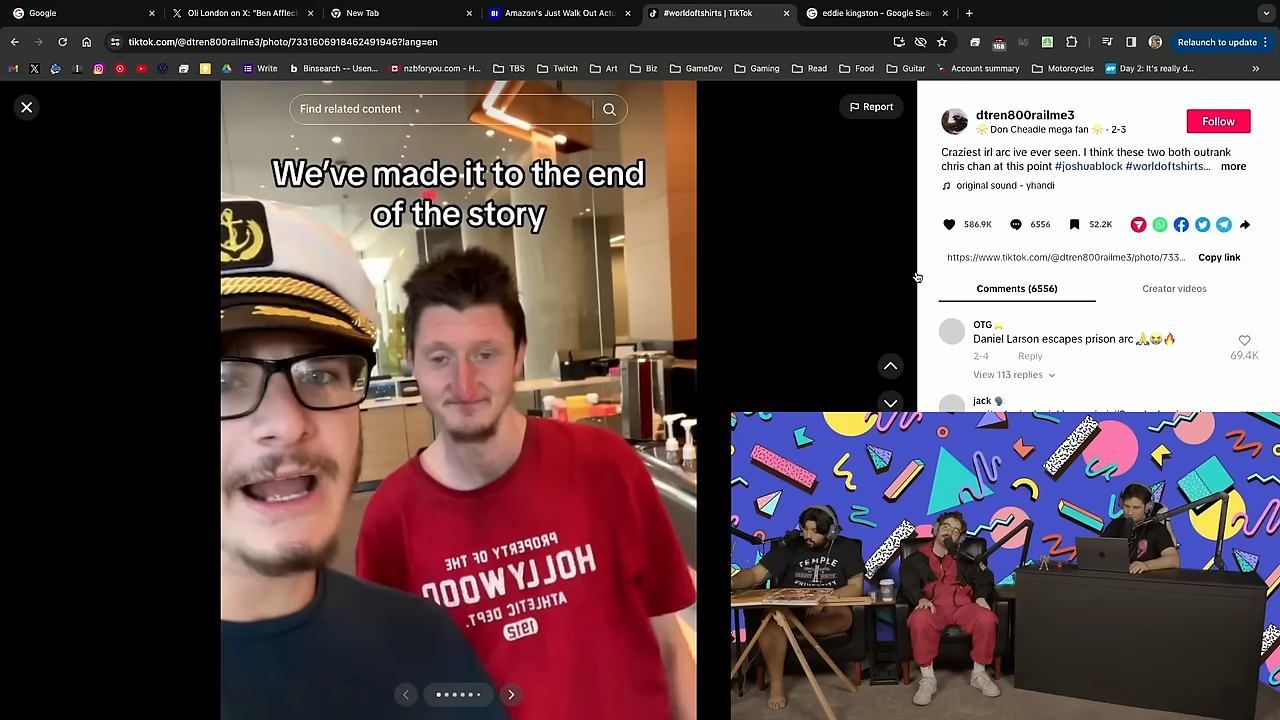 Google
Oli London on X: "Ben Affleck
New Tab
Amazon's Just Walk Out Actu
#worldoftshirts | TikTok
eddie kingston - Google Sear
tiktok.com/@dtren800railme3/photo/7331606918462491946?lang=en
168
Relaunch to update
Write
Binsearch -- Usen...
nzbforyou.com - H...
TBS
Twitch
Art
Biz
GameDev
Gaming
Read
Food
Guitar
Account summary
Motorcycles
Day 2: It's really d...
Find related content
Report
We've made it to the end
of the story
PROPERTY OF THE
HOLLYWOOD
ATHLETIC DEPT.
1912
dtren800railme3
🌟 Don Cheadle mega fan 🌟 · 2-3
Follow
Craziest irl arc ive ever seen. I think these two both outrank
chris chan at this point #joshuablock #worldoftshirts... more
original sound - yhandi
586.9K
6556
52.2K
https://www.tiktok.com/@dtren800railme3/photo/733...
Copy link
Comments (6556)
Creator videos
OTG ⭐
Daniel Larson escapes prison arc 🙏😭🔥
2-4 Reply
69.4K
View 113 replies
jack 🗣
TEMPLE
UNIVERSITY